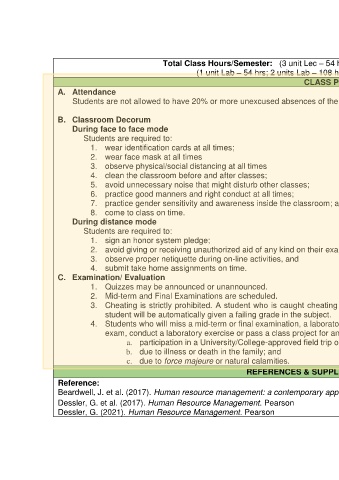 Total Class Hours/Semester: (3 unit Lec – 54 h
(1 unit Lab – 54 hrs; 2 units Lab – 108 h
CLASS P
A. Attendance
Students are not allowed to have 20% or more unexcused absences of the
B. Classroom Decorum
During face to face mode
Students are required to:
1. wear identification cards at all times;
2. wear face mask at all times
3. observe physical/social distancing at all times
4. clean the classroom before and after classes;
5. avoid unnecessary noise that might disturb other classes;
6. practice good manners and right conduct at all times;
7. practice gender sensitivity and awareness inside the classroom; a
8. come to class on time.
During distance mode
Students are required to:
1. sign an honor system pledge;
2. avoid giving or receiving unauthorized aid of any kind on their exa
3. observe proper netiquette during on-line activities, and
4. submit take home assignments on time.
C. Examination/ Evaluation
1. Quizzes may be announced or unannounced.
2. Mid-term and Final Examinations are scheduled.
3. Cheating is strictly prohibited. A student who is caught cheating
student will be automatically given a failing grade in the subject.
4. Students who will miss a mid-term or final examination, a laborato
exam, conduct a laboratory exercise or pass a class project for an
a. participation in a University/College-approved field trip o
b. due to illness or death in the family; and
c. due to force majeure or natural calamities.
REFERENCES & SUPPL
Reference:
Beardwell, J. et al. (2017). Human resource management: a contemporary app
Dessler, G. et al. (2017). Human Resource Management. Pearson
Dessler, G. (2021). Human Resource Management. Pearson